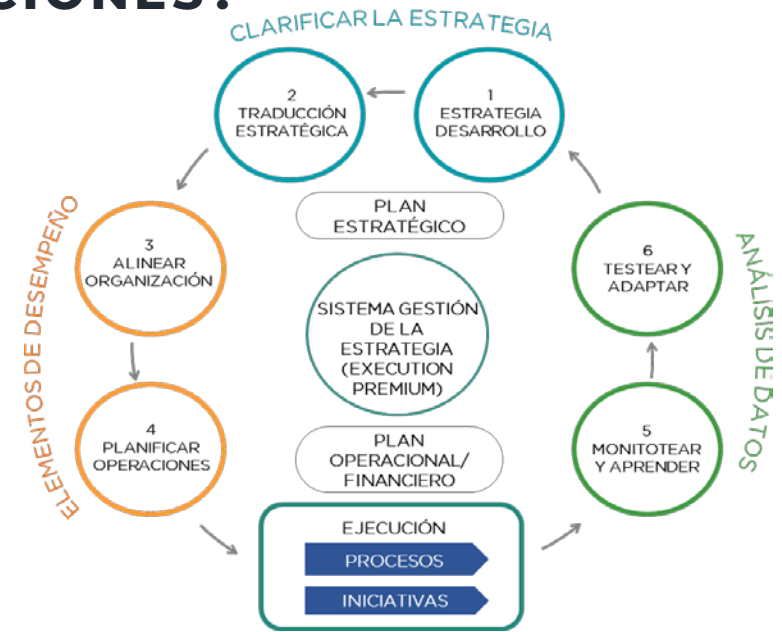 CIONES?
CLARIFICAR LA ESTRATEGIA
2
TRADUCCIÓN
ESTRATÉGICA
1
ESTRATEGIA
DESARROLLO
PLAN
ESTRATÉGICO
ELEMENTOS DE DESEMPEÑO
3
ALINEAR
ORGANIZACIÓN
SISTEMA GESTIÓN
DE LA
ESTRATEGIA
(EXECUTION
PREMIUM)
6
TESTEAR Y
ADAPTAR
ANÁLISIS DE DATOS
4
PLANIFICAR
OPERACIONES
PLAN
OPERACIONAL/
FINANCIERO
5
MONITOTEAR
Y APRENDER
EJECUCIÓN
PROCESOS
INICIATIVAS